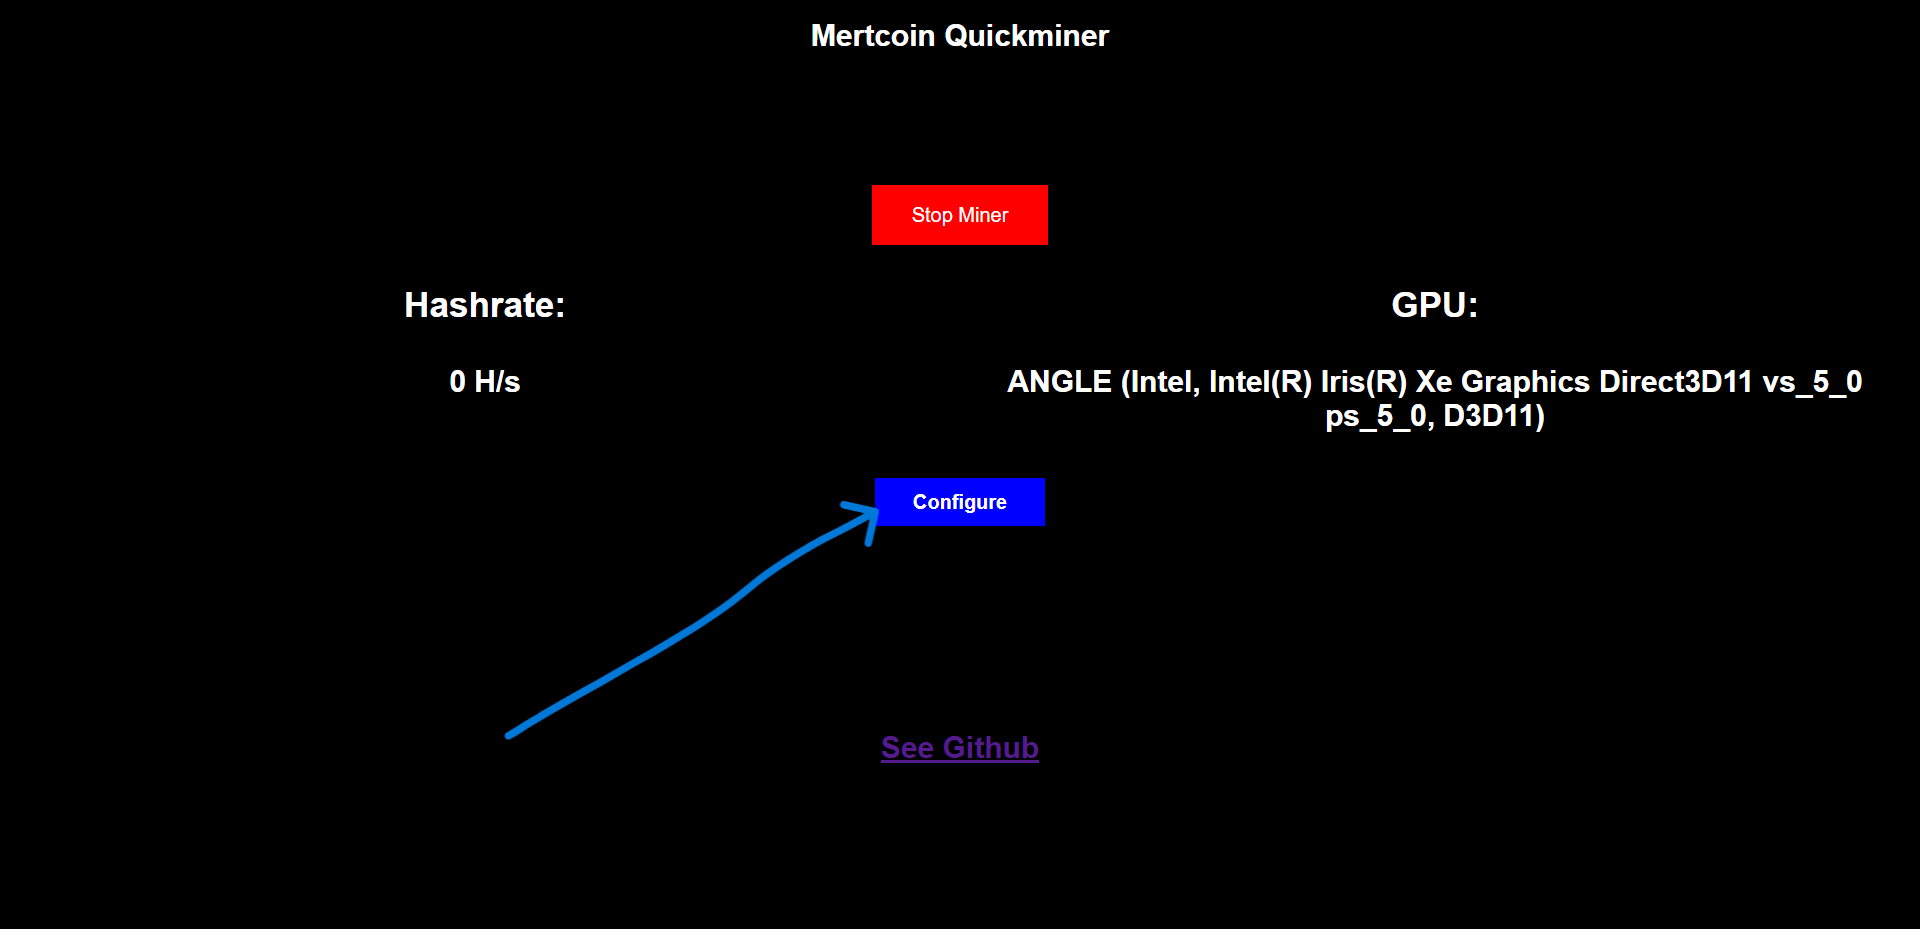 Mertcoin Quickminer
Stop Miner
Hashrate:
0 H/s
GPU:
ANGLE (Intel, Intel(R) Iris(R) Xe Graphics Direct3D11 vs_5_0
ps_5_0, D3D11)
Configure
See Github